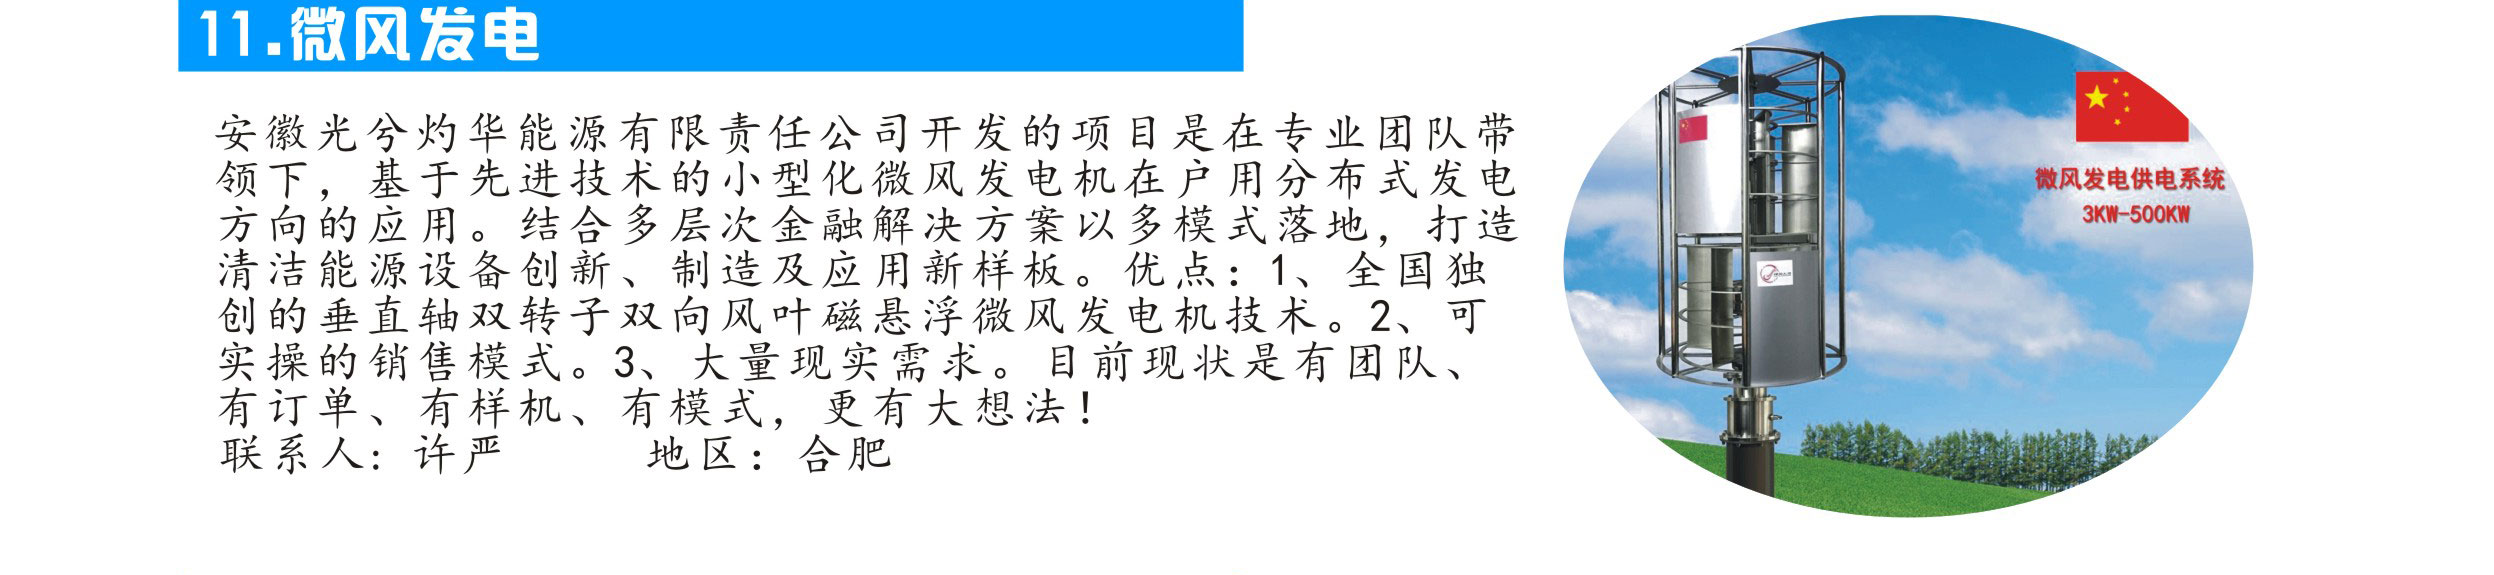 11.微风发电
安徽光兮灼华能源有限责任公司开发的项目是在专业团队带
领下，基于先进技术的小型化微风发电机在户用分布式发电
方向的应用。结合多层次金融解决方案以多模式落地，打造
清洁能源设备创新、制造及应用新样板。优点：1、全国独
创的垂直轴双转子双向风叶磁悬浮微风发电机技术。2、可
实操的销售模式。3、大量现实需求。目前现状是有团队、
有订单、有样机、有模式，更有大想法！
联系人：许严 地区：合肥
微风发电供电系统
3KW-500KW